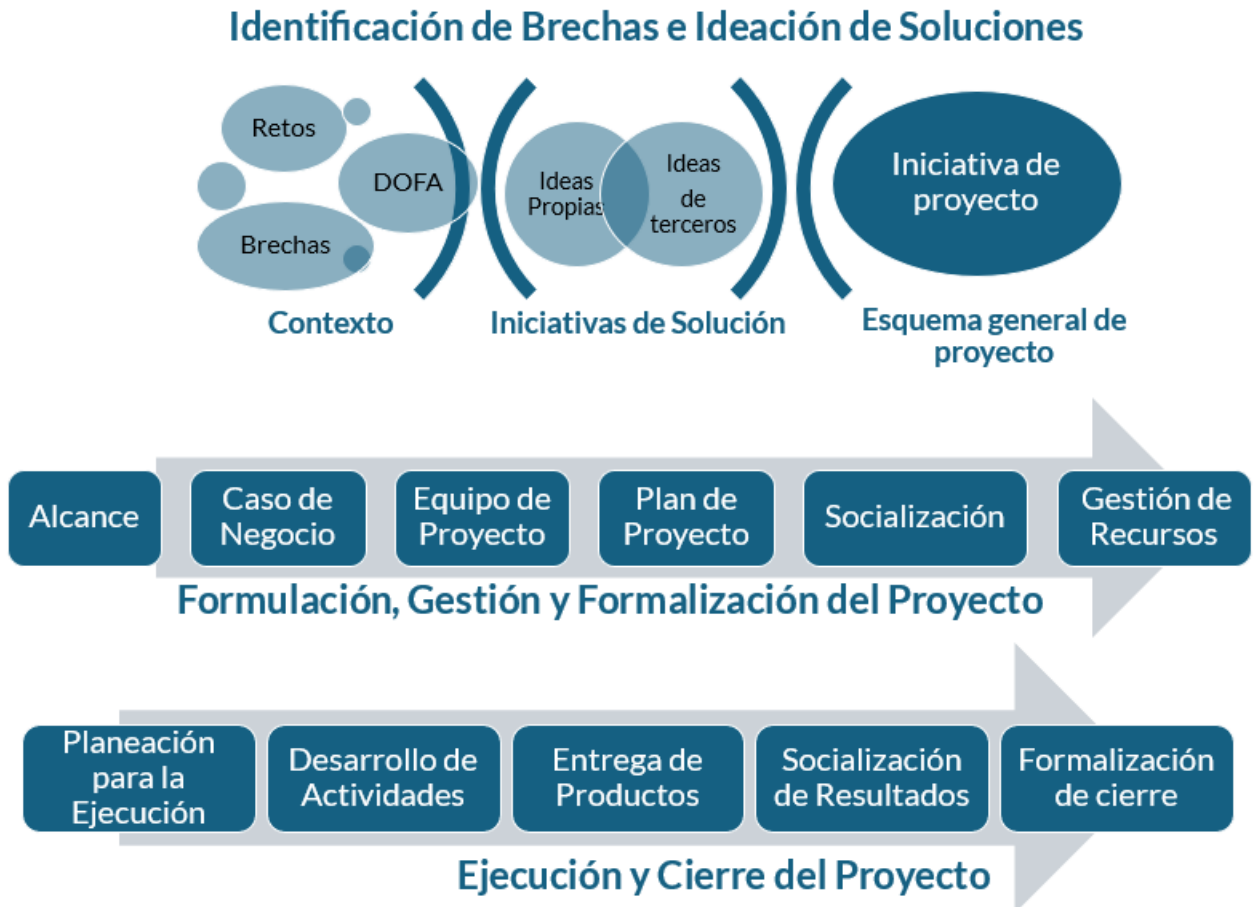 Identificación de Brechas e Ideación de Soluciones
Retos
DOFA
Brechas
Contexto
Ideas
Propias
Ideas
de
terceros
Iniciativas de Solución
Iniciativa de
proyecto
Esquema general de
proyecto
Alcance
Caso de
Negocio
Equipo de
Proyecto
Plan de
Proyecto
Socialización
Gestión de
Recursos
Formulación, Gestión y Formalización del Proyecto
Planeación
para la
Ejecución
Desarrollo de
Actividades
Entrega de
Productos
Socialización
de Resultados
Formalización
de cierre
Ejecución y Cierre del Proyecto